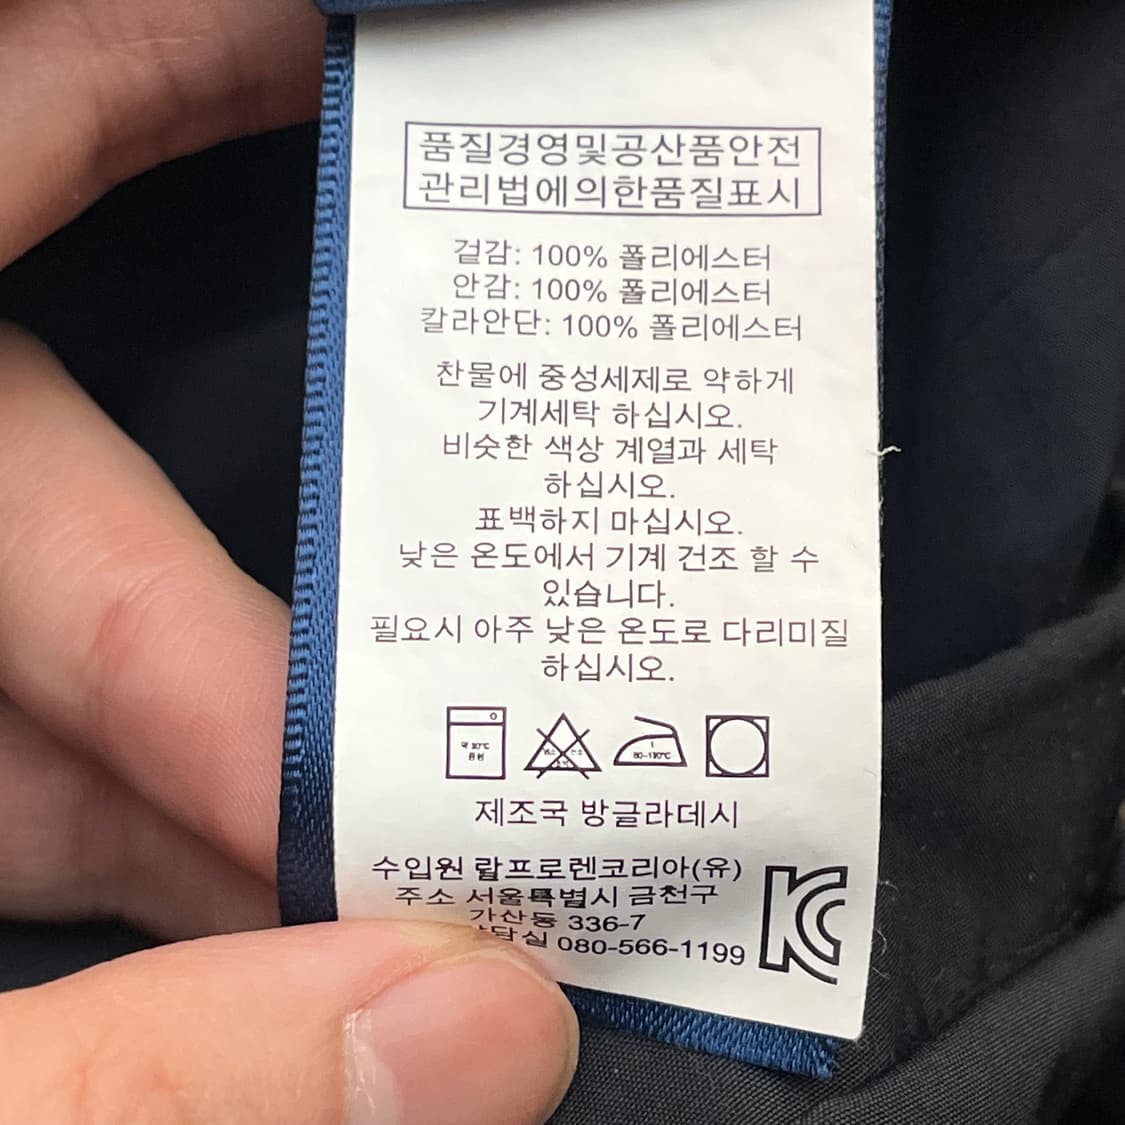 품질경영및공산품안전
관리법에의한품질표시
겉감: 100% 폴리에스터
안감: 100% 폴리에스터
칼라안단: 100% 폴리에스터
찬물에 중성세제로 약하게
기계세탁 하십시오.
비슷한 색상 계열과 세탁
하십시오.
표백하지 마십시오.
낮은 온도에서 기계 건조 할 수
있습니다.
필요시 아주 낮은 온도로 다리미질
하십시오.
약 30℃
중성
제조국 방글라데시
수입원 랄프로렌코리아(유)
주소 서울특별시 금천구
가산동 336-7
080-566-1199
KC